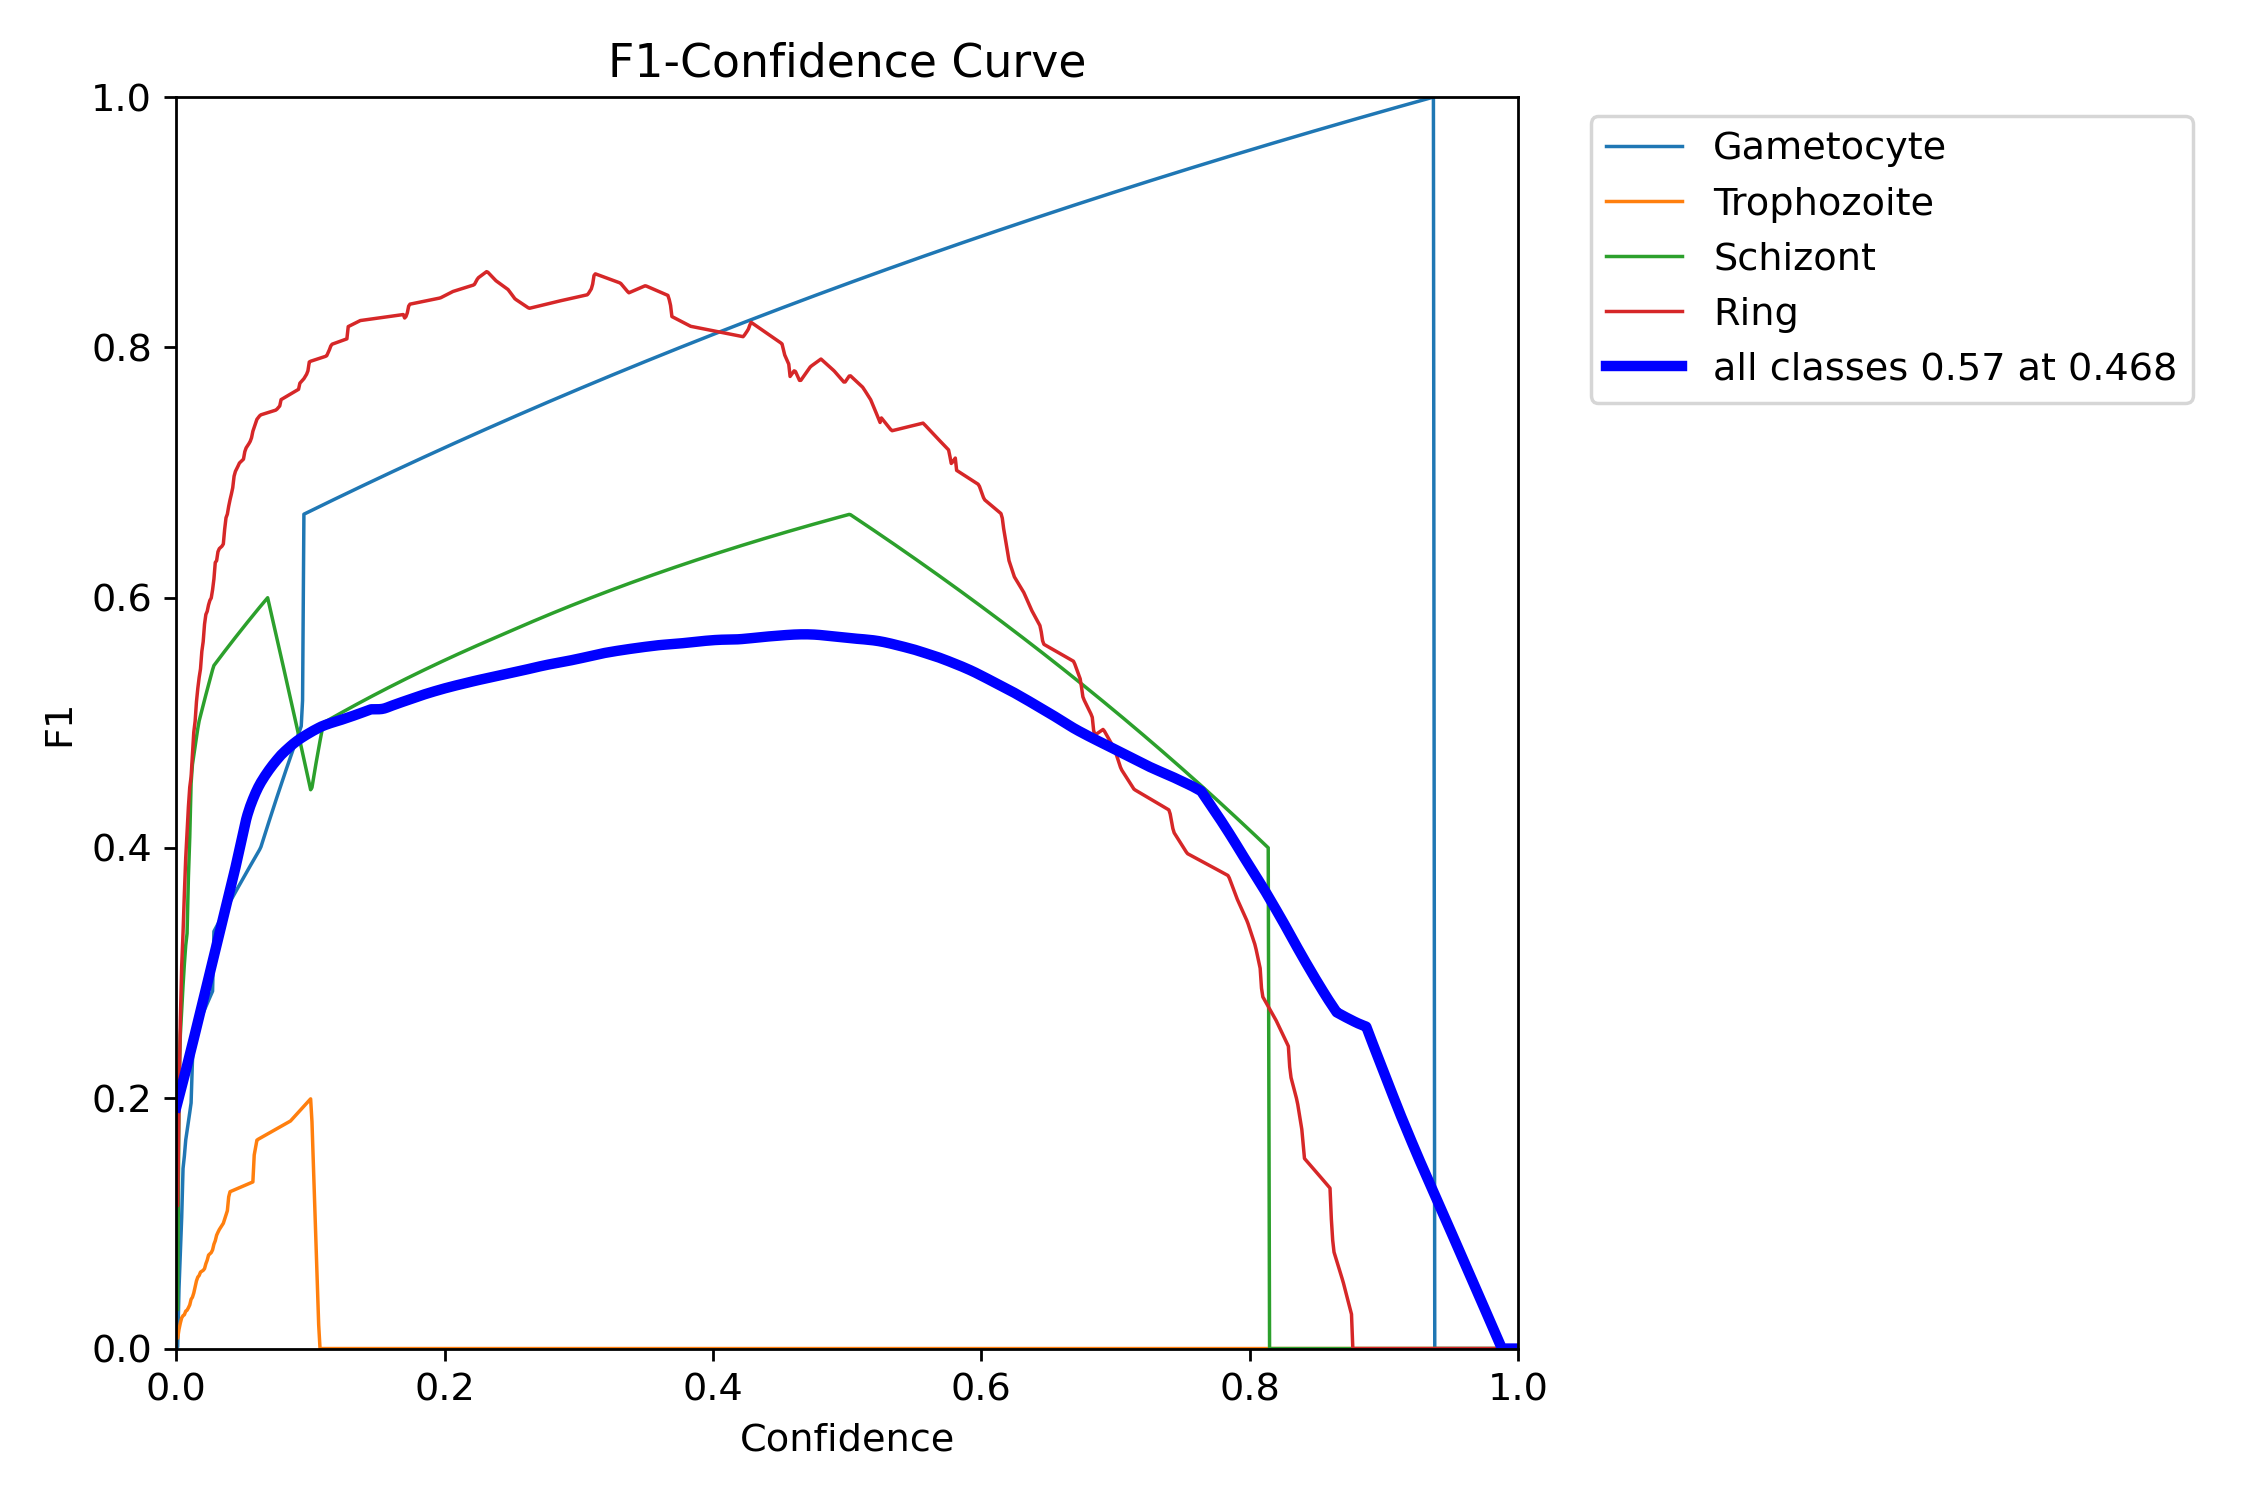 F1-Confidence Curve
1.0
0.8
0.6
0.4
0.2
0.0
F1
0.0 0.2 0.4 0.6 0.8 1.0
Confidence
Gametocyte
Trophozoite
Schizont
Ring
all classes 0.57 at 0.468